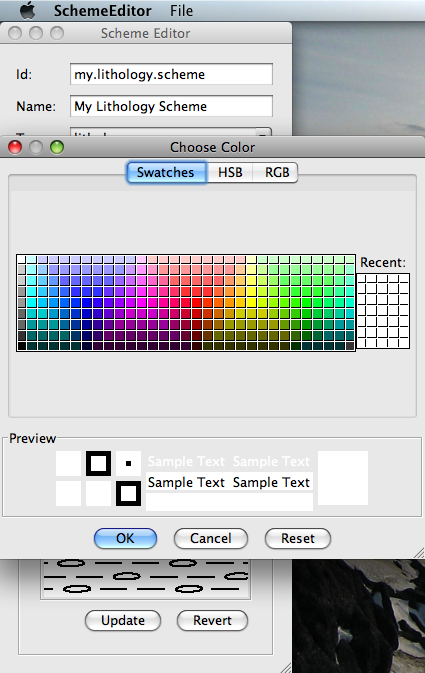 SchemeEditor File
Scheme Editor
Id: my.lithology.scheme
Name: My Lithology Scheme
Choose Color
Swatches HSB RGB
Recent:
Preview
Sample Text Sample Text
Sample Text Sample Text
OK Cancel Reset
Update Revert